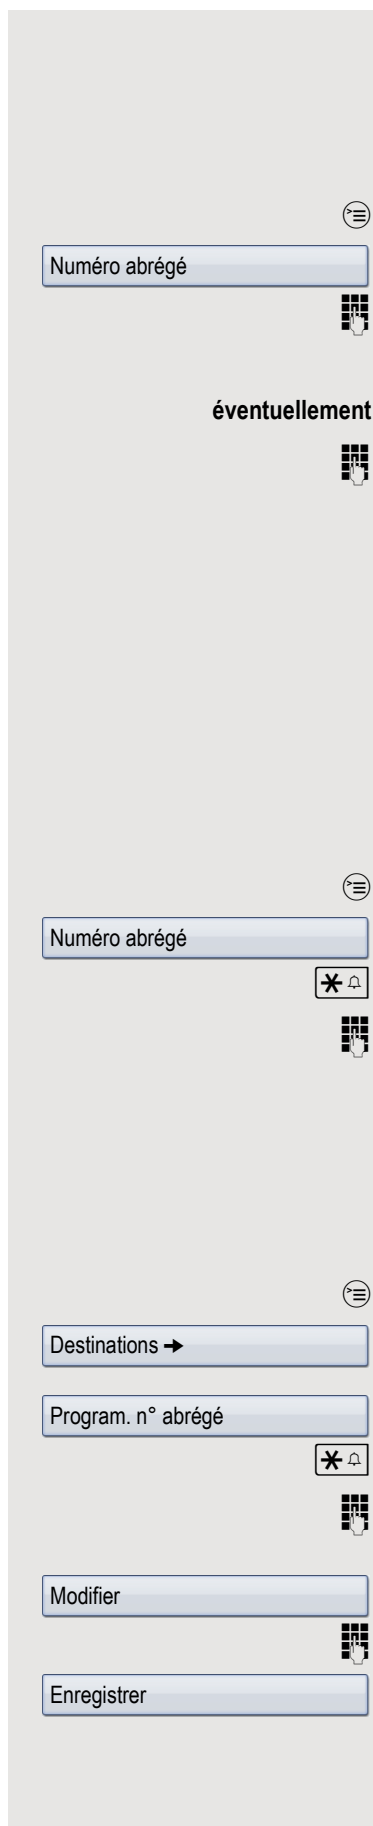 Numéro abrégé
éventuellement
Numéro abrégé
Destinations ➜
Program. n° abrégé
Modifier
Enregistrer